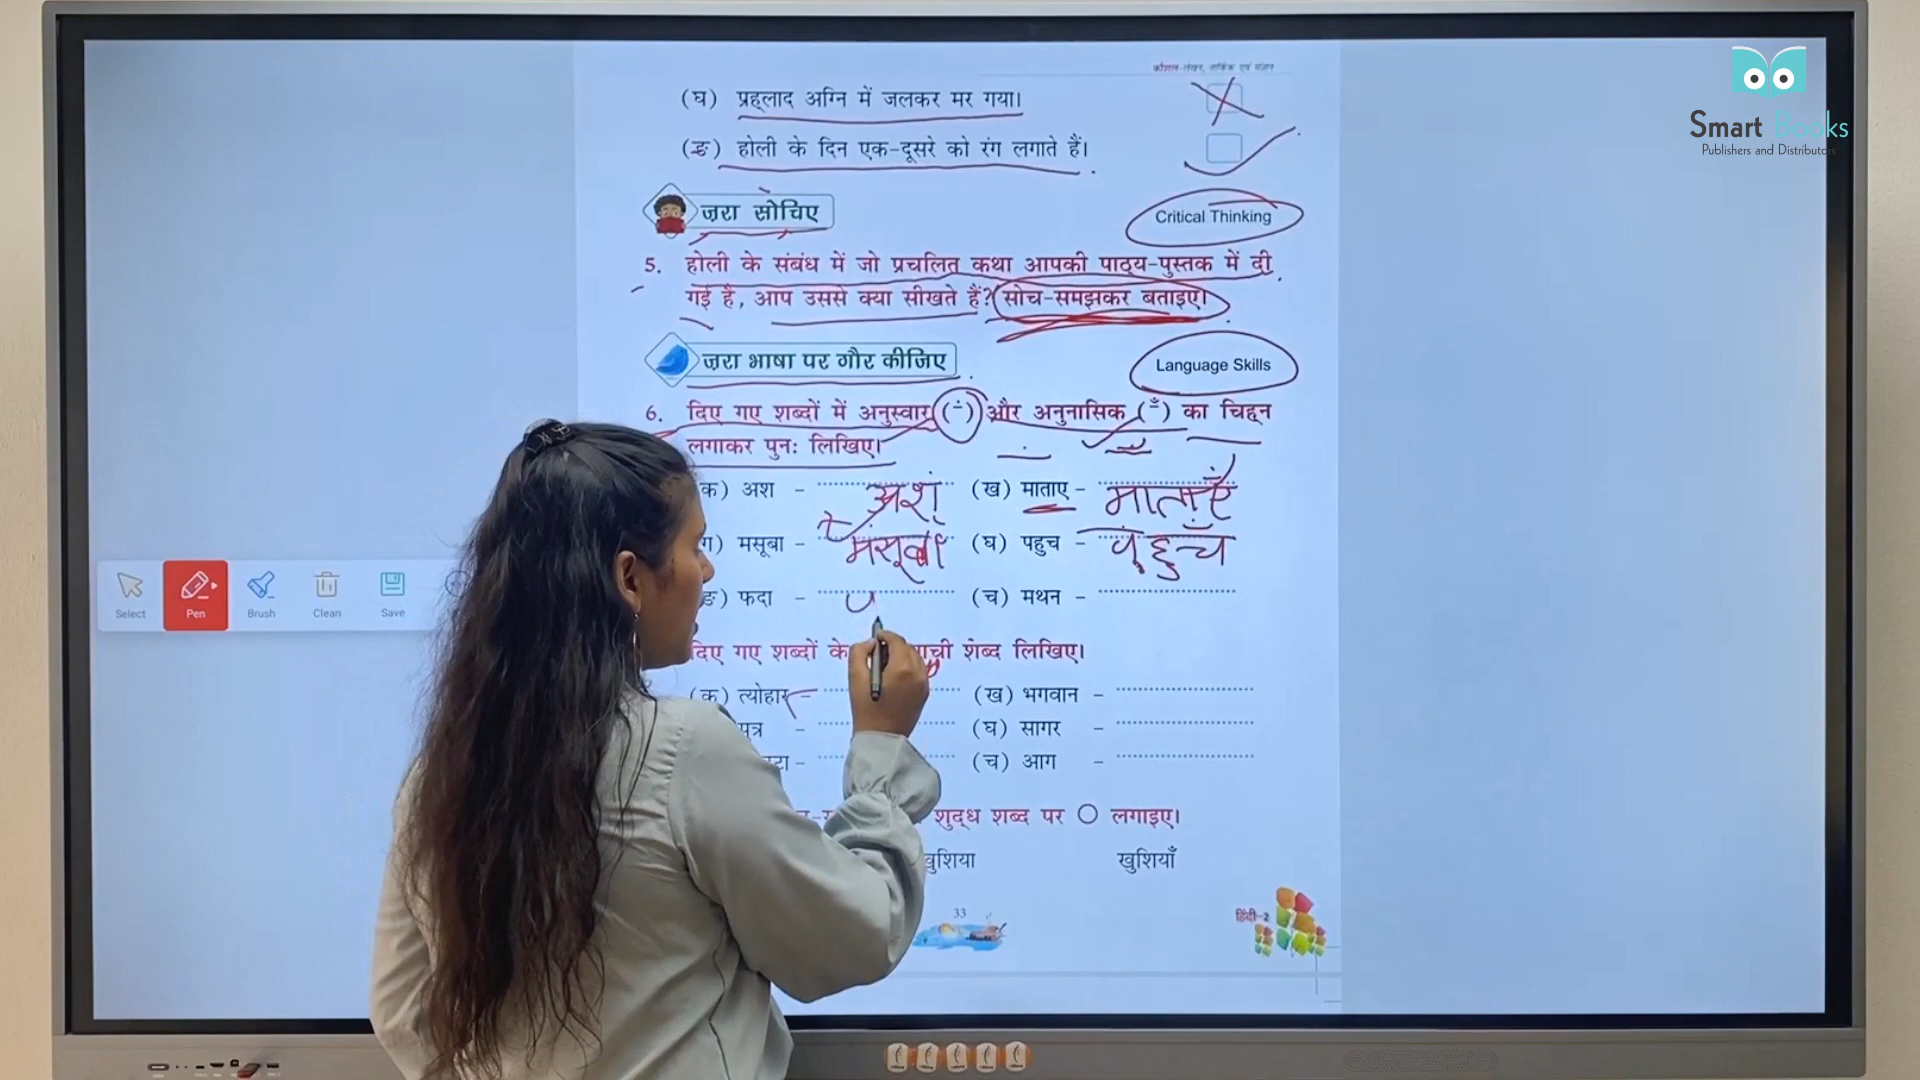 कौशल-लेखन, तार्किक एवं संज्ञान
Smart Books
Publishers and Distributors
(घ) प्रह्लाद अग्नि में जलकर मर गया।
(ङ) होली के दिन एक-दूसरे को रंग लगाते हैं।
ज़रा सोचिए
Critical Thinking
5. होली के संबंध में जो प्रचलित कथा आपकी पाठ्य-पुस्तक में दी
गई है, आप उससे क्या सीखते हैं? सोच-समझकर बताइए।
ज़रा भाषा पर गौर कीजिए
Language Skills
6. दिए गए शब्दों में अनुस्वार (ं) और अनुनासिक (ँ) का चिह्न
लगाकर पुनः लिखिए।
क) अश - अंश (ख) माताए - माताएँ
ग) मसूबा - मंसूबा (घ) पहुच - पहुँच
ङ) फदा - (च) मथन -
दिए गए शब्दों के शब्द लिखिए।
(क) त्योहार - (ख) भगवान -
पुत्र - (घ) सागर -
(च) आग -
शुद्ध शब्द पर ○ लगाइए।
खुशिया खुशियाँ
33
हिंदी-2
Select Pen Brush Clean Save